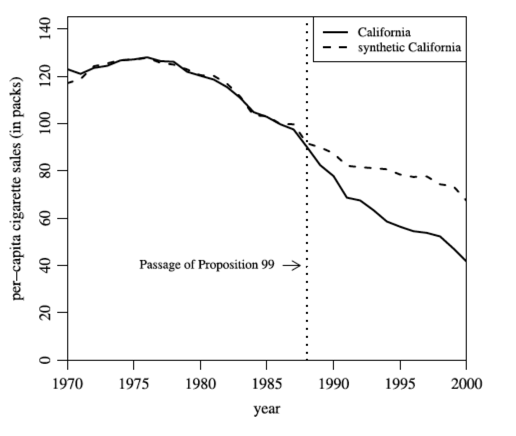 California
synthetic California
per−capita cigarette sales (in packs)
140
120
100
80
60
40
20
0
Passage of Proposition 99
1970 1975 1980 1985 1990 1995 2000
year